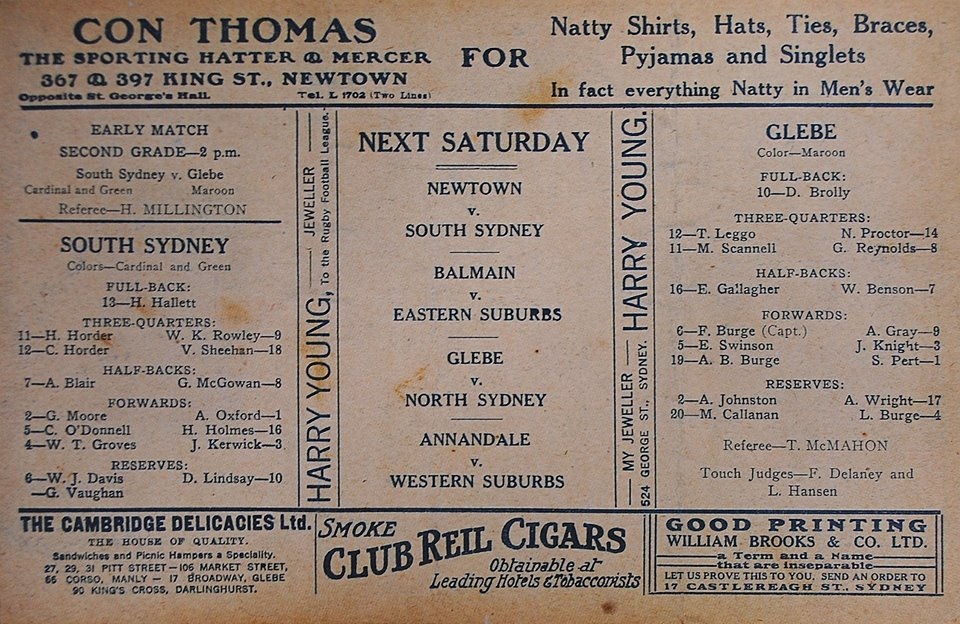 CON THOMAS
THE SPORTING HATTER & MERCER
367 & 397 KING ST., NEWTOWN
Opposite St. George's Hall Tel. L 1702 (Two Lines)
FOR
Natty Shirts, Hats, Ties, Braces,
Pyjamas and Singlets
In fact everything Natty in Men's Wear
EARLY MATCH
SECOND GRADE—2 p.m.
South Sydney v. Glebe
Cardinal and Green Maroon
Referee—H. MILLINGTON
SOUTH SYDNEY
Colors—Cardinal and Green
FULL-BACK:
13—H. Hallett
THREE-QUARTERS:
11—H. Horder W. K. Rowley—9
12—C. Horder V. Sheehan—18
HALF-BACKS:
7—A. Blair G. McGowan—8
FORWARDS:
2—G. Moore A. Oxford—1
5—C. O'Donnell H. Holmes—16
4—W. T. Groves J. Kerwick—3
RESERVES:
6—W. J. Davis D. Lindsay—10
—G. Vaughan
HARRY YOUNG, — JEWELLER —
To the Rugby Football League.
NEXT SATURDAY
NEWTOWN
v.
SOUTH SYDNEY
BALMAIN
v.
EASTERN SUBURBS
GLEBE
v.
NORTH SYDNEY
ANNANDALE
v.
WESTERN SUBURBS
— MY JEWELLER — HARRY YOUNG.
524 GEORGE ST., SYDNEY.
GLEBE
Color—Maroon
FULL-BACK:
10—D. Brolly
THREE-QUARTERS:
12—T. Leggo N. Proctor—14
11—M. Scannell G. Reynolds—8
HALF-BACKS:
16—E. Gallagher W. Benson—7
FORWARDS:
6—F. Burge (Capt.) A. Gray—9
5—E. Swinson J. Knight—3
19—A. B. Burge S. Pert—1
RESERVES:
2—A. Johnston A. Wright—17
20—M. Callanan L. Burge—4
Referee—T. McMAHON
Touch Judges—F. Delaney and
L. Hansen
THE CAMBRIDGE DELICACIES Ltd.
THE HOUSE OF QUALITY.
Sandwiches and Picnic Hampers a Speciality.
27, 29, 31 PITT STREET—106 MARKET STREET,
66 CORSO, MANLY — 17 BROADWAY, GLEBE
90 KING'S CROSS, DARLINGHURST.
SMOKE
CLUB REIL CIGARS
Obtainable at
Leading Hotels & Tobacconists
GOOD PRINTING
WILLIAM BROOKS & CO. LTD.
—a Term and a Name—
that are inseparable
LET US PROVE THIS TO YOU. SEND AN ORDER TO
17 CASTLEREAGH ST., SYDNEY